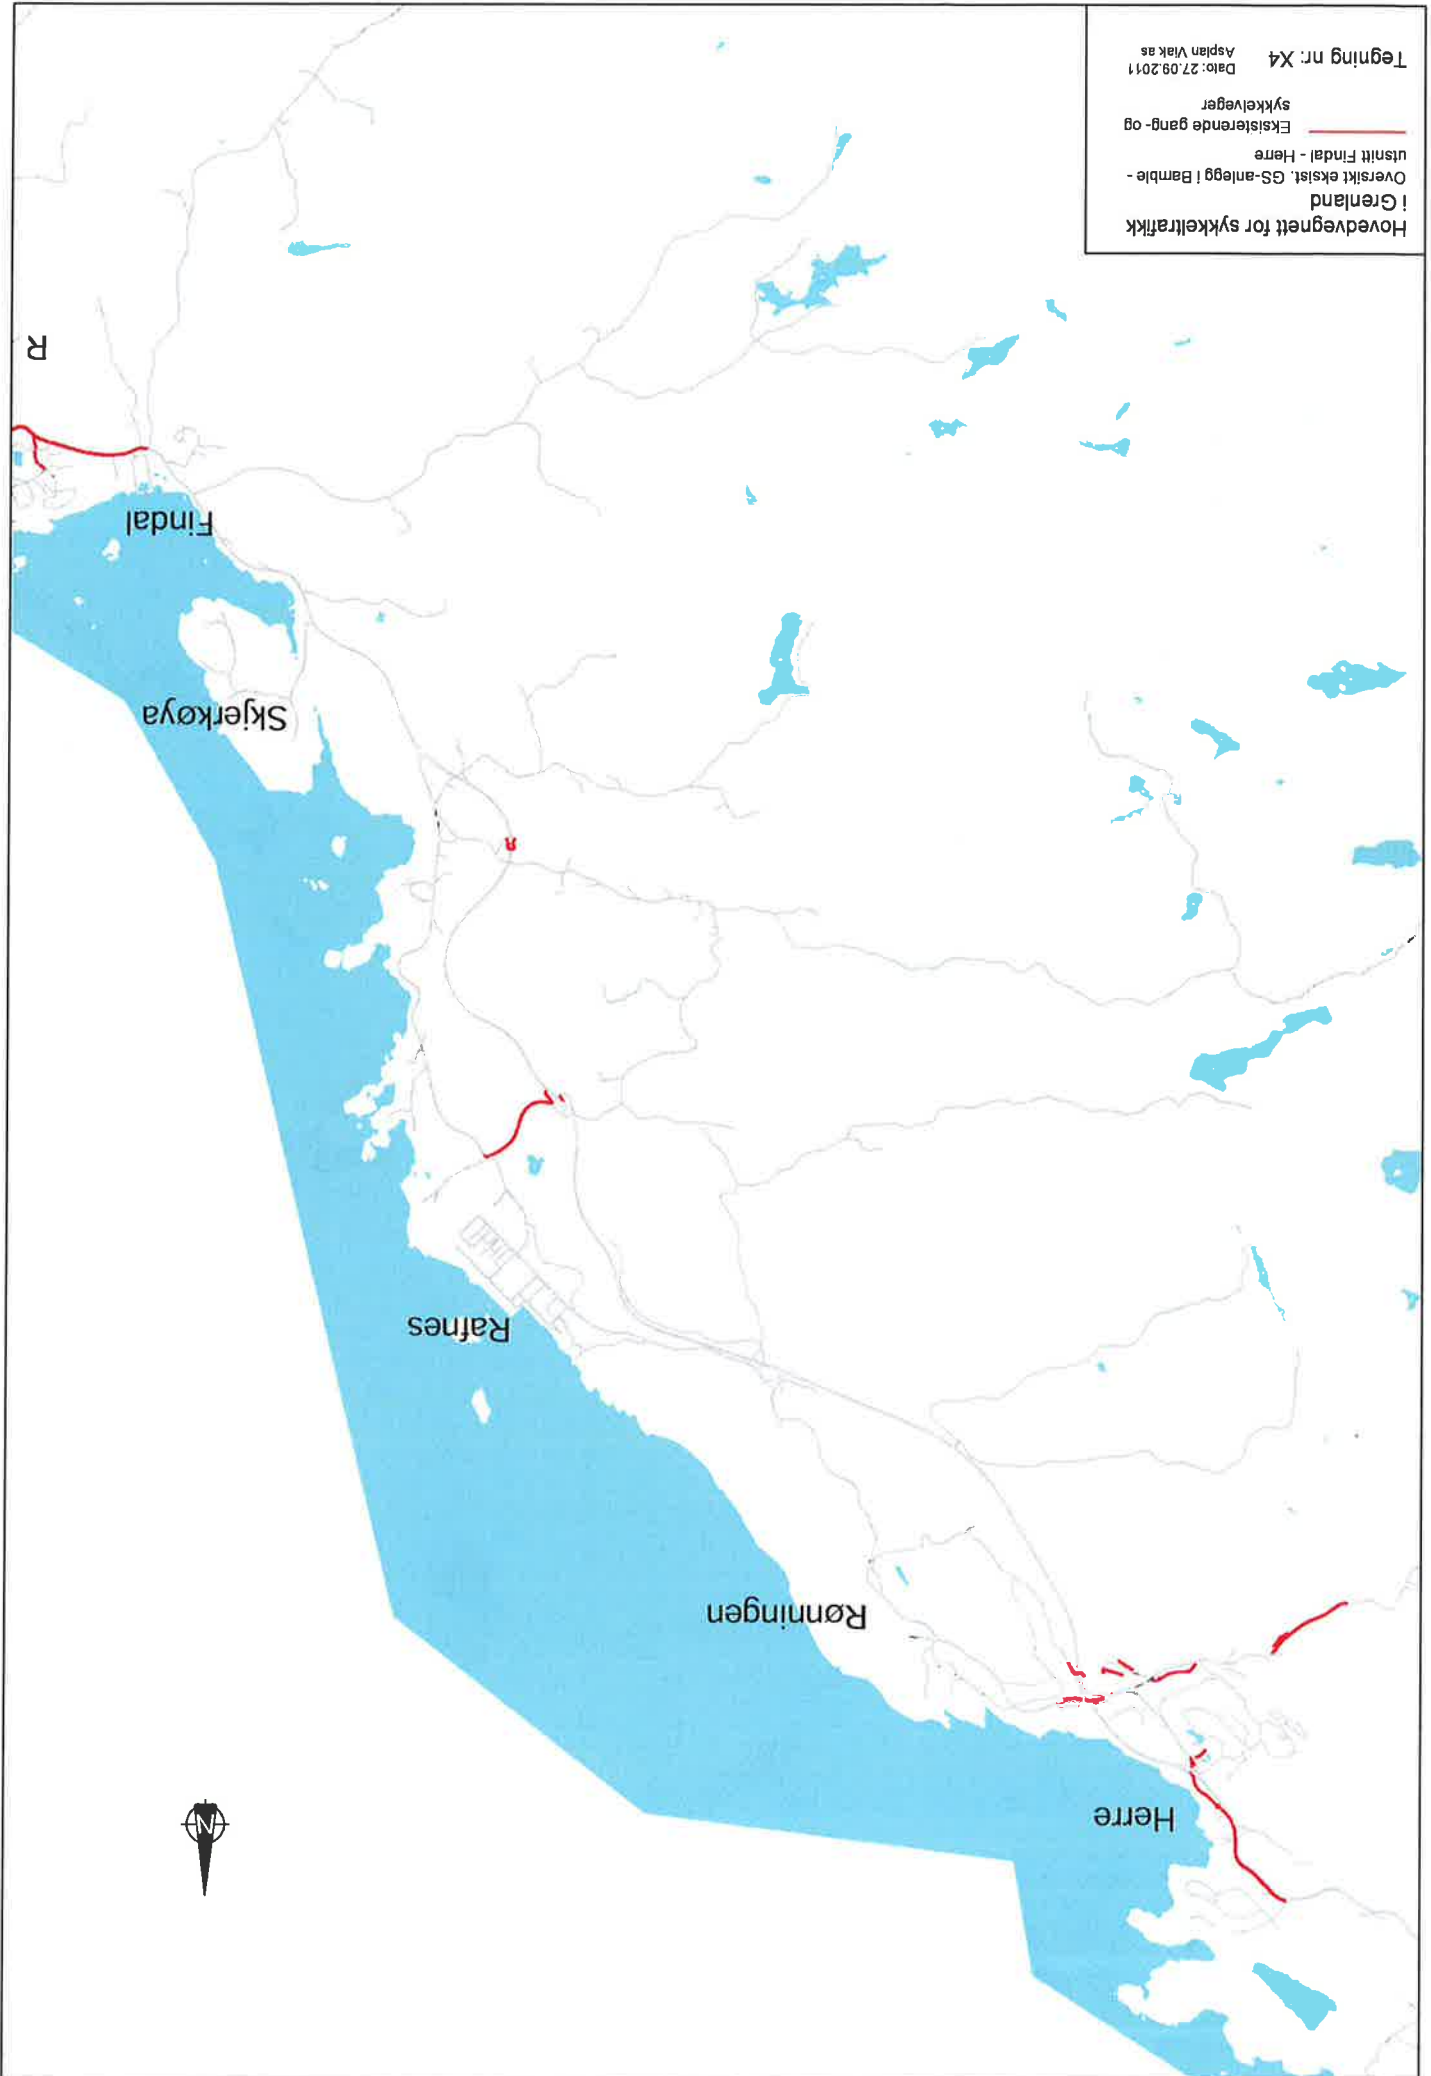 Herre
N
Rønningen
Rafnes
Skjerkøya
Findal
R
Hovedvegnett for sykkeltrafikk
i Grenland
Oversikt eksist. GS-anlegg i Bamble -
utsnitt Findal - Herre
Eksisterende gang- og
sykkelveger
Tegning nr: X4
Dato: 27.09.2011
Asplan Viak as